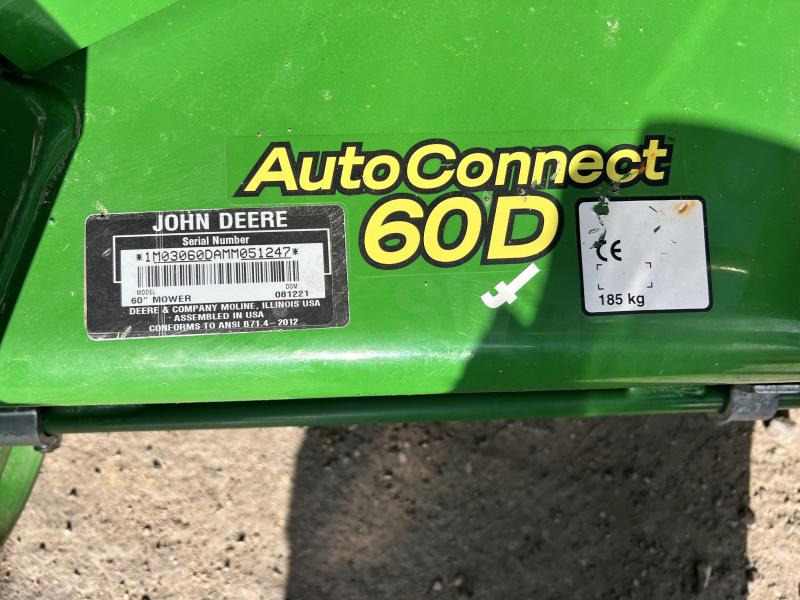 AutoConnect™
60D
JOHN DEERE
Serial Number
*1M03060DAMM051247*
MODEL DOM
60" MOWER 081221
DEERE & COMPANY MOLINE, ILLINOIS USA
ASSEMBLED IN USA
CONFORMS TO ANSI B71.4-2012
CE
185 kg